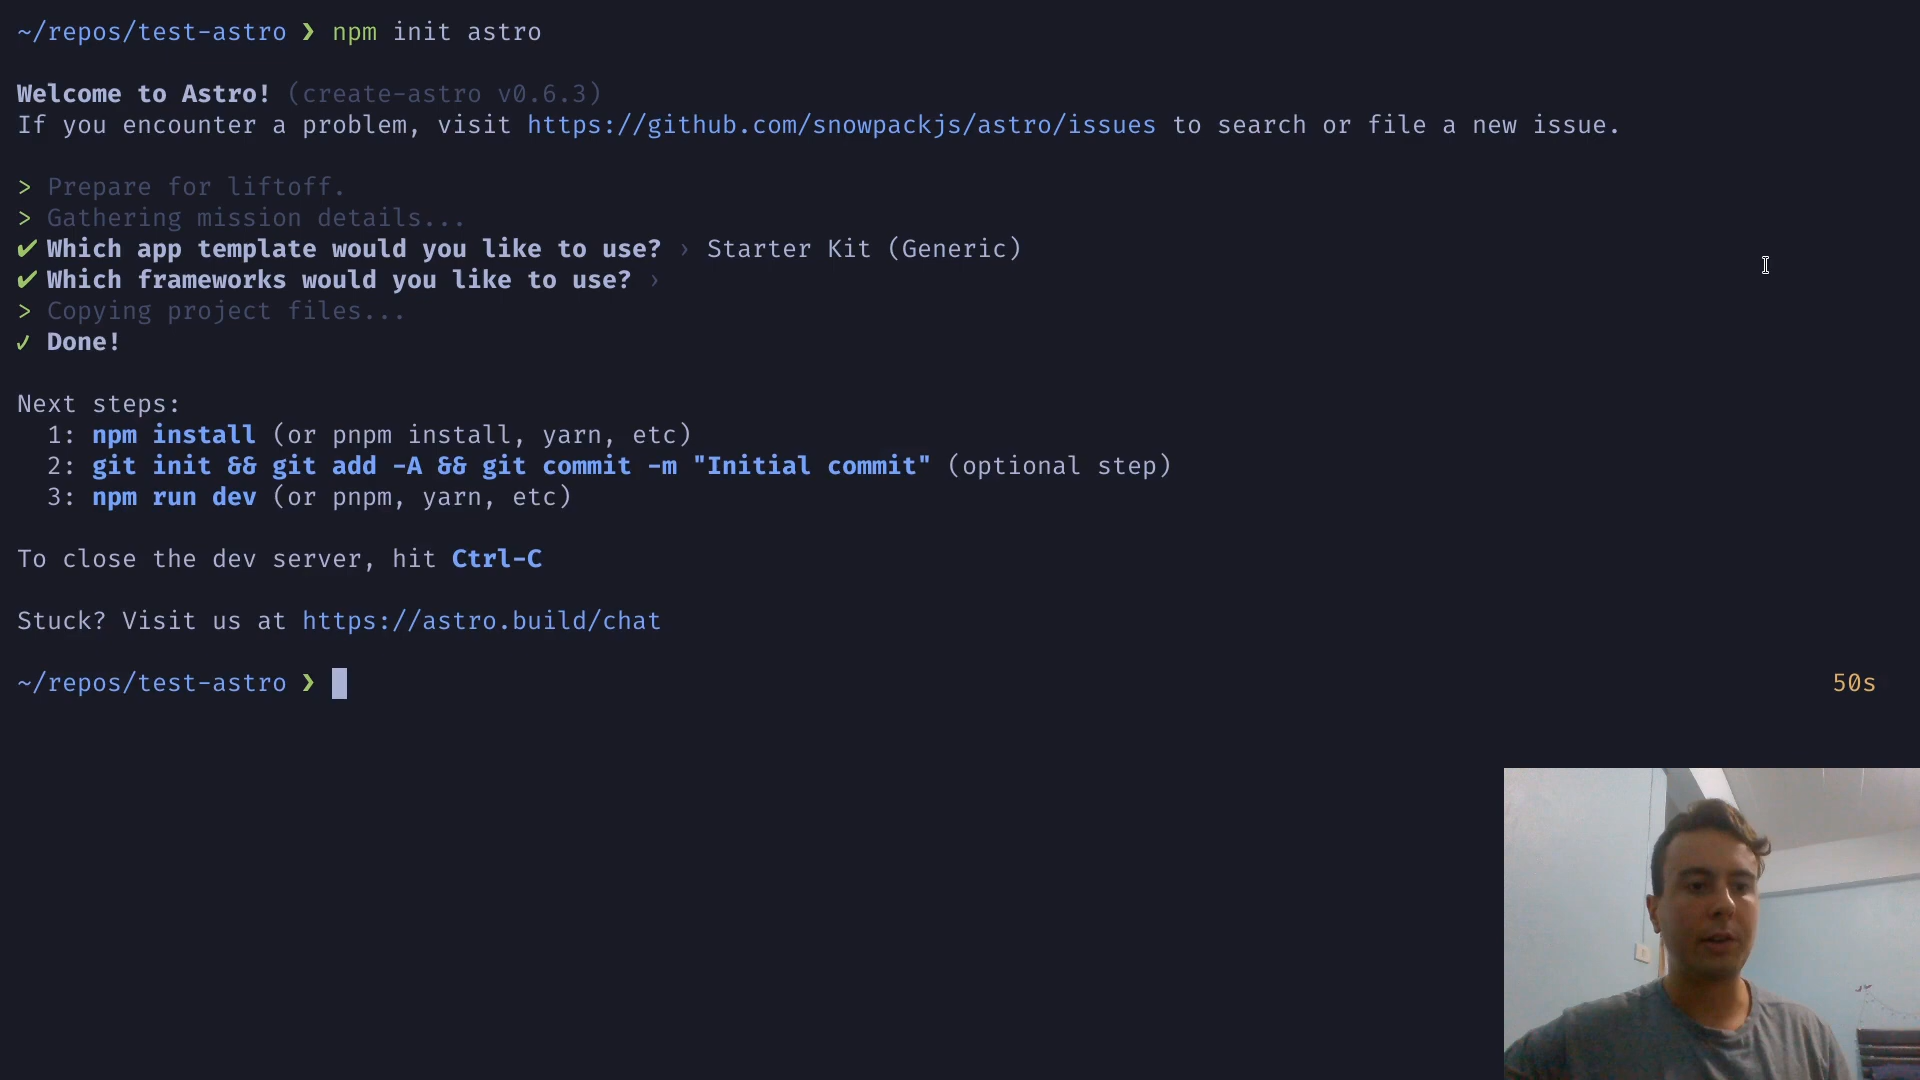 ~/repos/test-astro ❯ npm init astro
Welcome to Astro! (create-astro v0.6.3)
If you encounter a problem, visit https://github.com/snowpackjs/astro/issues to search or file a new issue.
> Prepare for liftoff.
> Gathering mission details...
✔ Which app template would you like to use? › Starter Kit (Generic)
✔ Which frameworks would you like to use? ›
> Copying project files...
✓ Done!
Next steps:
1: npm install (or pnpm install, yarn, etc)
2: git init && git add -A && git commit -m "Initial commit" (optional step)
3: npm run dev (or pnpm, yarn, etc)
To close the dev server, hit Ctrl-C
Stuck? Visit us at https://astro.build/chat
~/repos/test-astro ❯ 50s